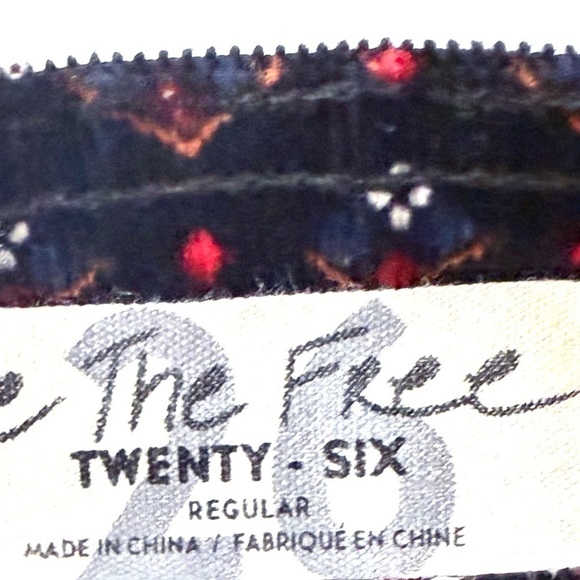 The Free
26
TWENTY - SIX
REGULAR
MADE IN CHINA / FABRIQUÉ EN CHINE